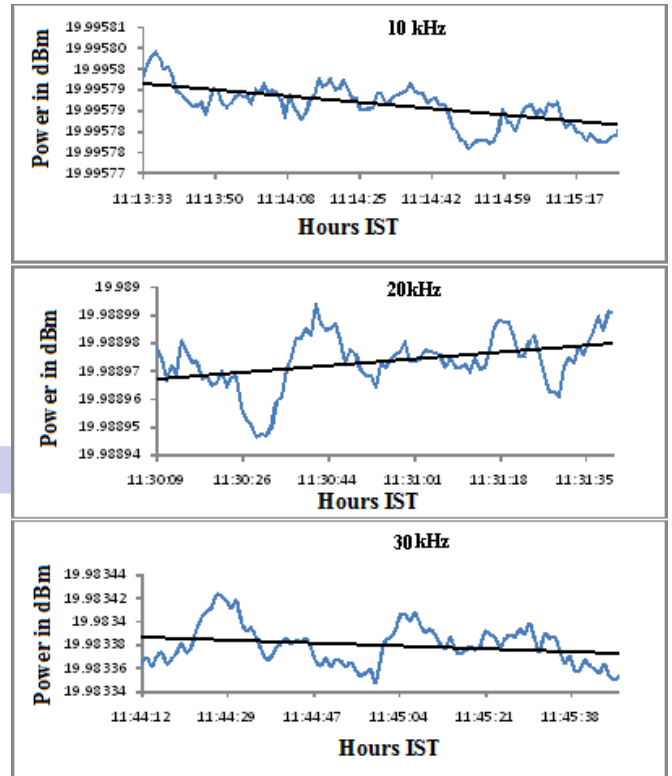 10 kHz
Power in dBm
19.99581
19.99580
19.9958
19.99579
19.99579
19.99578
19.99578
19.99577
11:13:33 11:13:50 11:14:08 11:14:25 11:14:42 11:14:59 11:15:17
Hours IST
20kHz
Power in dBm
19.989
19.98899
19.98898
19.98897
19.98896
19.98894
11:30:09 11:30:26 11:30:44 11:31:01 11:31:18 11:31:35
Hours IST
30 kHz
Power in dBm
19.98344
19.98342
19.9834
19.98338
19.98336
19.98334
11:44:12 11:44:29 11:44:47 11:45:04 11:45:21 11:45:38
Hours IST